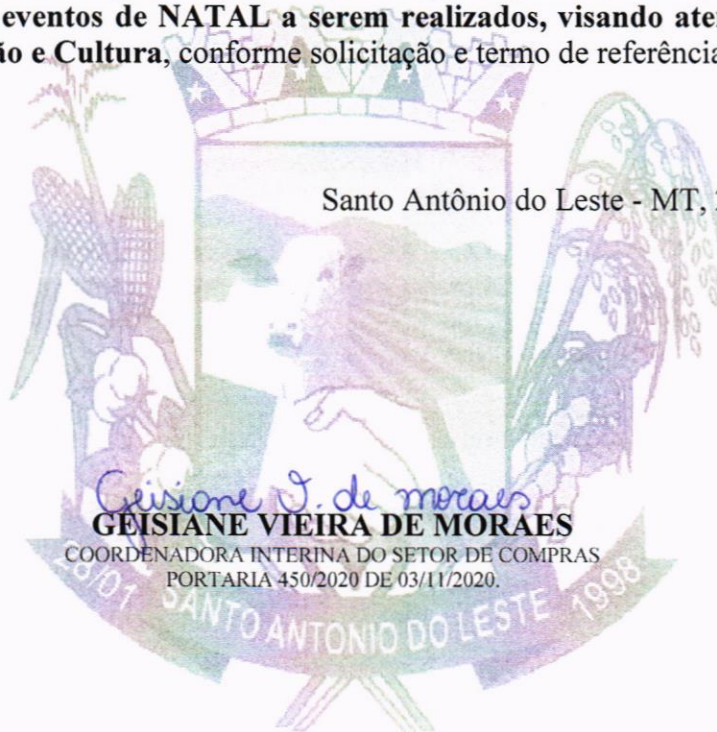 eventos de NATAL a serem realizados, visando
e Cultura, conforme solicitação e termo de referência
Santo Antônio do Leste - MT,
Geisiane V. de moraes
GEISIANE VIEIRA DE MORAES
COORDENADORA INTERINA DO SETOR DE COMPRAS
PORTARIA 450/2020 DE 03/11/2020.
28/01 SANTO ANTONIO DO LESTE 1998